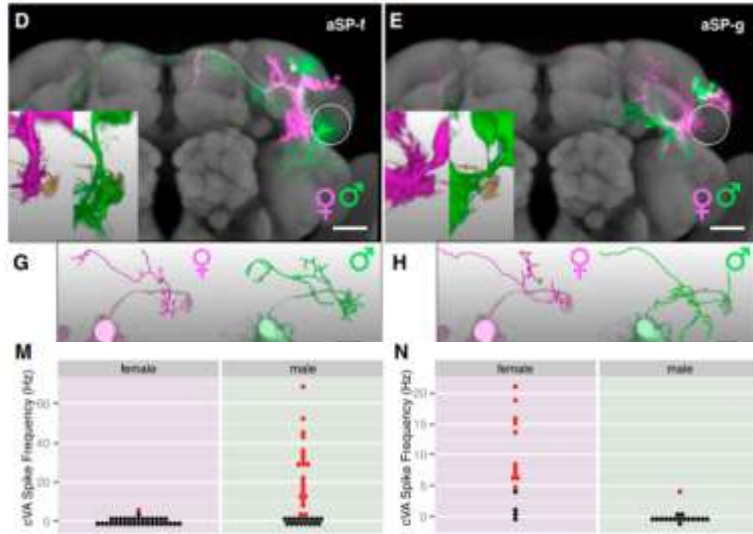 D
aSP-f
E
aSP-g
♀♂
♀♂
G
♀
♂
H
♀
♂
M
female
male
cVA Spike Frequency (Hz)
60
40
20
0
N
female
male
cVA Spike Frequency (Hz)
20
15
10
5
0